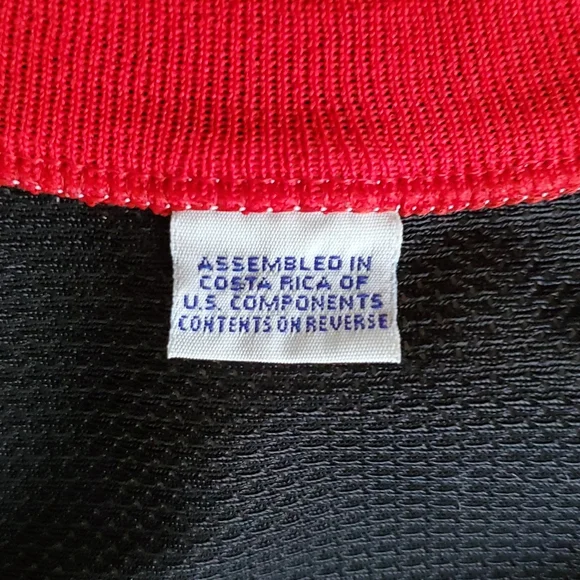 ASSEMBLED IN
COSTA RICA OF
U.S. COMPONENTS
CONTENTS ON REVERSE